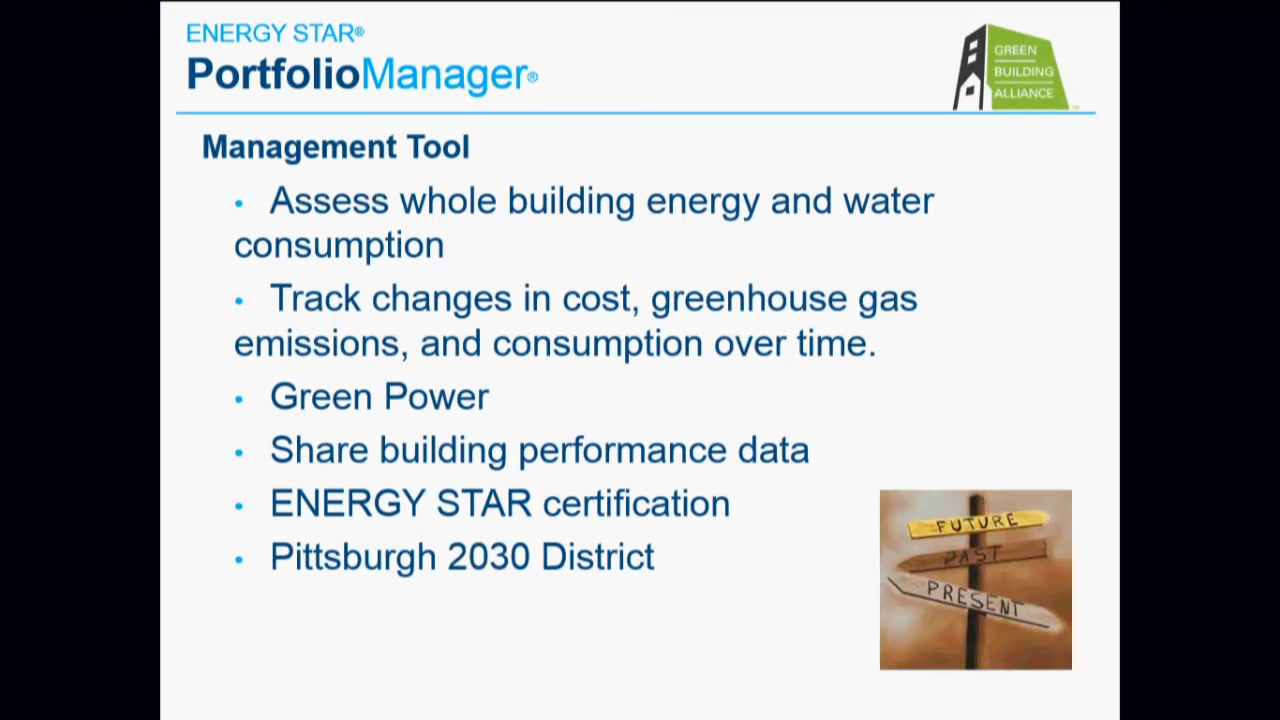 ENERGY STAR®
PortfolioManager®
GREEN
BUILDING
ALLIANCE
Management Tool
• Assess whole building energy and water
consumption
• Track changes in cost, greenhouse gas
emissions, and consumption over time.
• Green Power
• Share building performance data
• ENERGY STAR certification
• Pittsburgh 2030 District
FUTURE
PAST
PRESENT